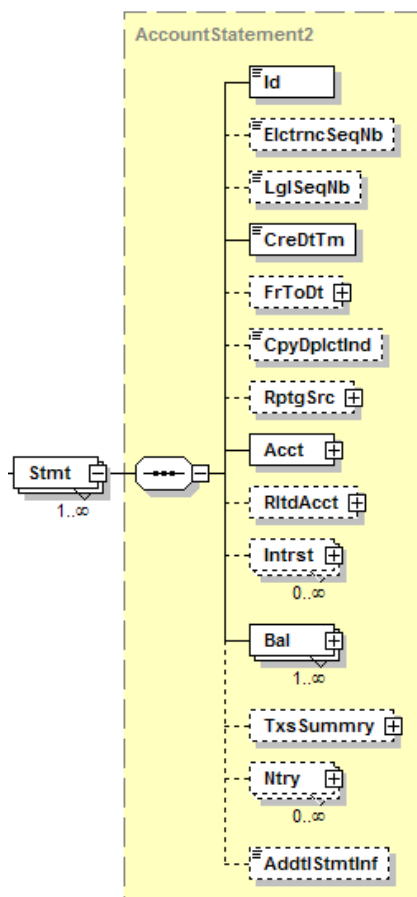 AccountStatement2
Id
ElctrncSeqNb
LglSeqNb
CreDtTm
FrToDt
CpyDplctInd
RptgSrc
Acct
Stmt
1..∞
RltdAcct
Intrst
0..∞
Bal
1..∞
TxsSummry
Ntry
0..∞
AddtlStmtInf